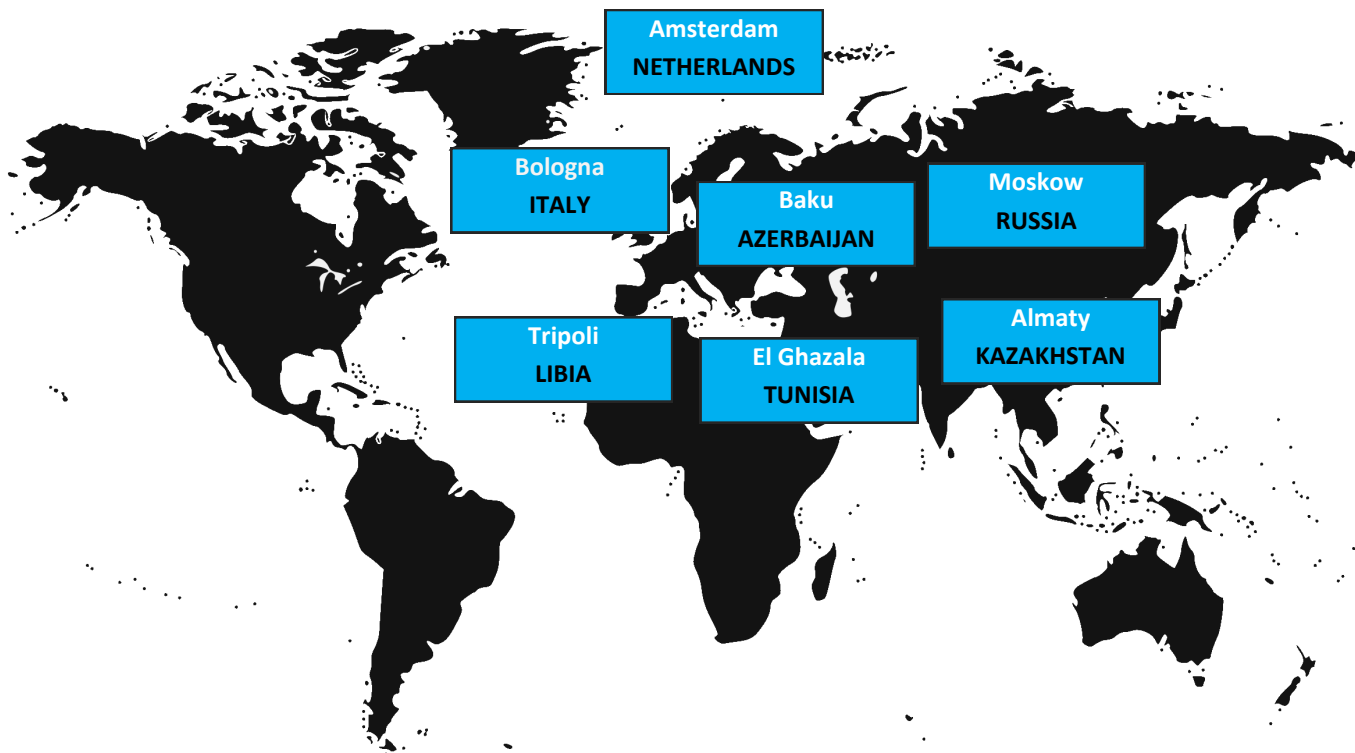 Amsterdam
NETHERLANDS
Bologna
ITALY
Baku
AZERBAIJAN
Moskow
RUSSIA
Tripoli
LIBIA
El Ghazala
TUNISIA
Almaty
KAZAKHSTAN